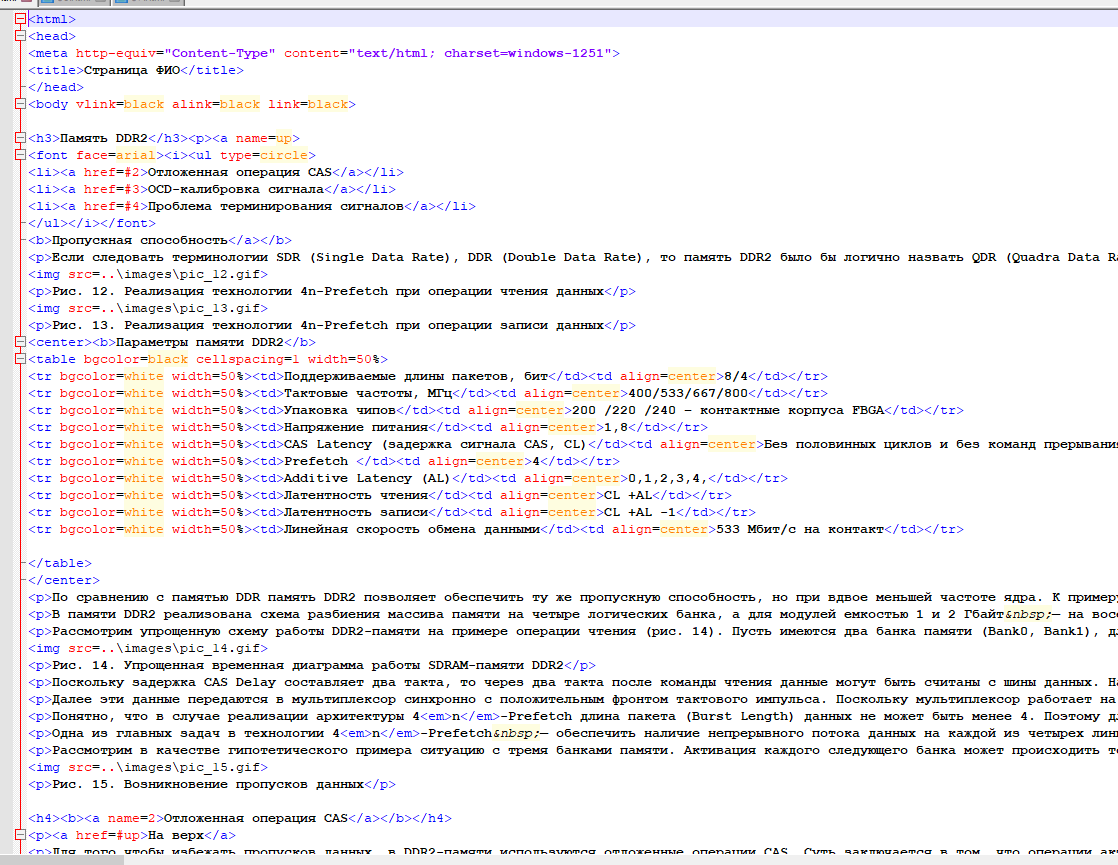 <html>
<head>
<meta http-equiv="Content-Type" content="text/html; charset=windows-1251">
<title>Страница ФИО</title>
</head>
<body vlink=black alink=black link=black>
<h3>Память DDR2</h3><p><a name=up>
<font face=arial><i><ul type=circle>
<li><a href=#2>Отложенная операция CAS</a></li>
<li><a href=#3>OCD-калибровка сигнала</a></li>
<li><a href=#4>Проблема терминирования сигналов</a></li>
</ul></i></font>
<b>Пропускная способность</a></b>
<p>Если следовать терминологии SDR (Single Data Rate), DDR (Double Data Rate), то память DDR2 было бы логично назвать QDR (Quadra Data
<img src=..\images\pic_12.gif>
<p>Рис. 12. Реализация технологии 4n-Prefetch при операции чтения данных</p>
<img src=..\images\pic_13.gif>
<p>Рис. 13. Реализация технологии 4n-Prefetch при операции записи данных</p>
<center><b>Параметры памяти DDR2</b>
<table bgcolor=black cellspacing=1 width=50%>
<tr bgcolor=white width=50%><td>Поддерживаемые длины пакетов, бит</td><td align=center>8/4</td></tr>
<tr bgcolor=white width=50%><td>Тактовые частоты, МГц</td><td align=center>400/533/667/800</td></tr>
<tr bgcolor=white width=50%><td>Упаковка чипов</td><td align=center>200 /220 /240 - контактные корпуса FBGA</td></tr>
<tr bgcolor=white width=50%><td>Напряжение питания</td><td align=center>1,8</td></tr>
<tr bgcolor=white width=50%><td>CAS Latency (задержка сигнала CAS, CL)</td><td align=center>Без половинных циклов и без команд прерывания
<tr bgcolor=white width=50%><td>Prefetch </td><td align=center>4</td></tr>
<tr bgcolor=white width=50%><td>Additive Latency (AL)</td><td align=center>0,1,2,3,4,</td></tr>
<tr bgcolor=white width=50%><td>Латентность чтения</td><td align=center>CL +AL</td></tr>
<tr bgcolor=white width=50%><td>Латентность записи</td><td align=center>CL +AL -1</td></tr>
<tr bgcolor=white width=50%><td>Линейная скорость обмена данными</td><td align=center>533 Мбит/с на контакт</td></tr>
</table>
</center>
<p>По сравнению с памятью DDR память DDR2 позволяет обеспечить ту же пропускную способность, но при вдвое меньшей частоте ядра. К
<p>В памяти DDR2 реализована схема разбиения массива памяти на четыре логических банка, а для модулей емкостью 1 и 2 Гбайт&nbsp;— на
<p>Рассмотрим упрощенную схему работы DDR2-памяти на примере операции чтения (рис. 14). Пусть имеются два банка памяти (Bank0, Bank1),
<img src=..\images\pic_14.gif>
<p>Рис. 14. Упрощенная временная диаграмма работы SDRAM-памяти DDR2</p>
<p>Поскольку задержка CAS Delay составляет два такта, то через два такта после команды чтения данные могут быть считаны с шины данных.
<p>Далее эти данные передаются в мультиплексор синхронно с положительным фронтом тактового импульса. Поскольку мультиплексор работает на
<p>Понятно, что в случае реализации архитектуры 4<em>n</em>-Prefetch длина пакета (Burst Length) данных не может быть менее 4. Поэтому
<p>Одна из главных задач в технологии 4<em>n</em>-Prefetch&nbsp;— обеспечить наличие непрерывного потока данных на каждой из четырех
<p>Рассмотрим в качестве гипотетического примера ситуацию с тремя банками памяти. Активация каждого следующего банка может происходить
<img src=..\images\pic_15.gif>
<p>Рис. 15. Возникновение пропусков данных</p>
<h4><b><a name=2>Отложенная операция CAS</a></b></h4>
<p><a href=#up>На верх</a>
<p>Для того чтобы избежать пропусков данных, в DDR2-памяти используются отложенные операции CAS. Суть заключается в том, что операции